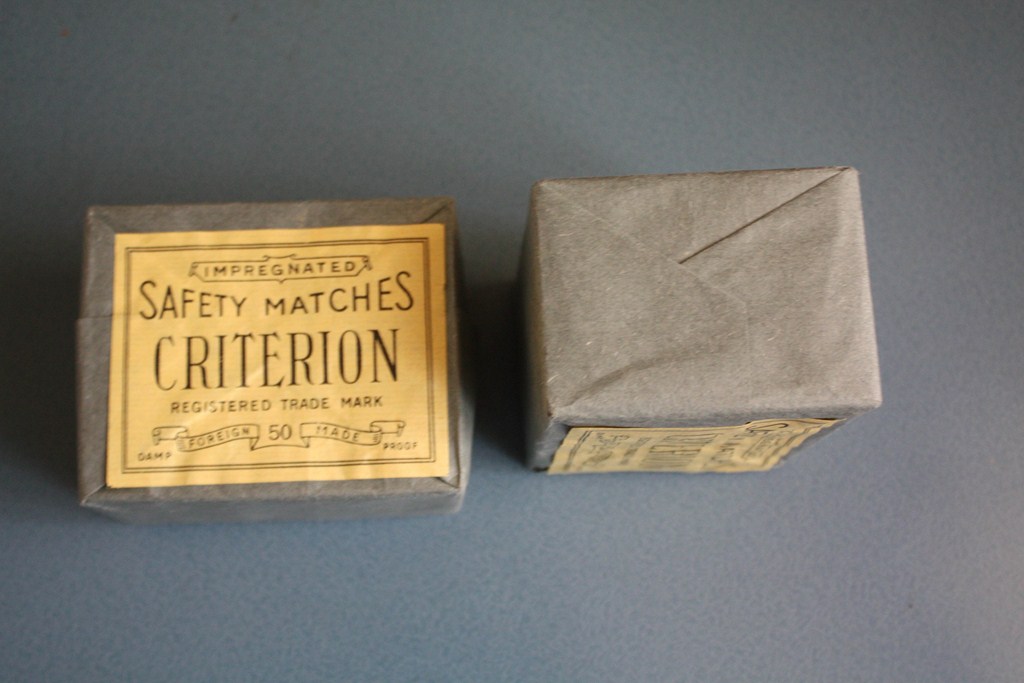 IMPREGNATED
SAFETY MATCHES
CRITERION
REGISTERED TRADE MARK
FOREIGN 50 MADE
DAMP PROOF